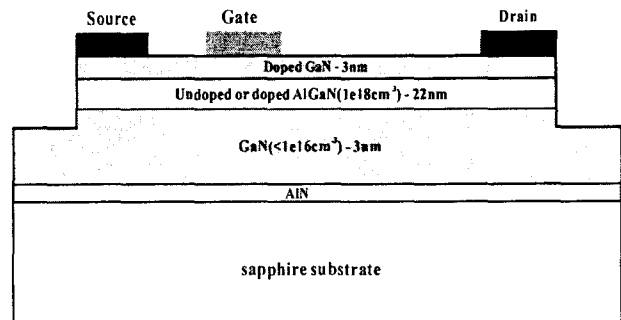 Source Gate Drain
Doped GaN - 3nm
Undoped or doped AlGaN(1e18cm⁻³) - 22nm
GaN(<1e16cm⁻³) - 3nm
AlN
sapphire substrate